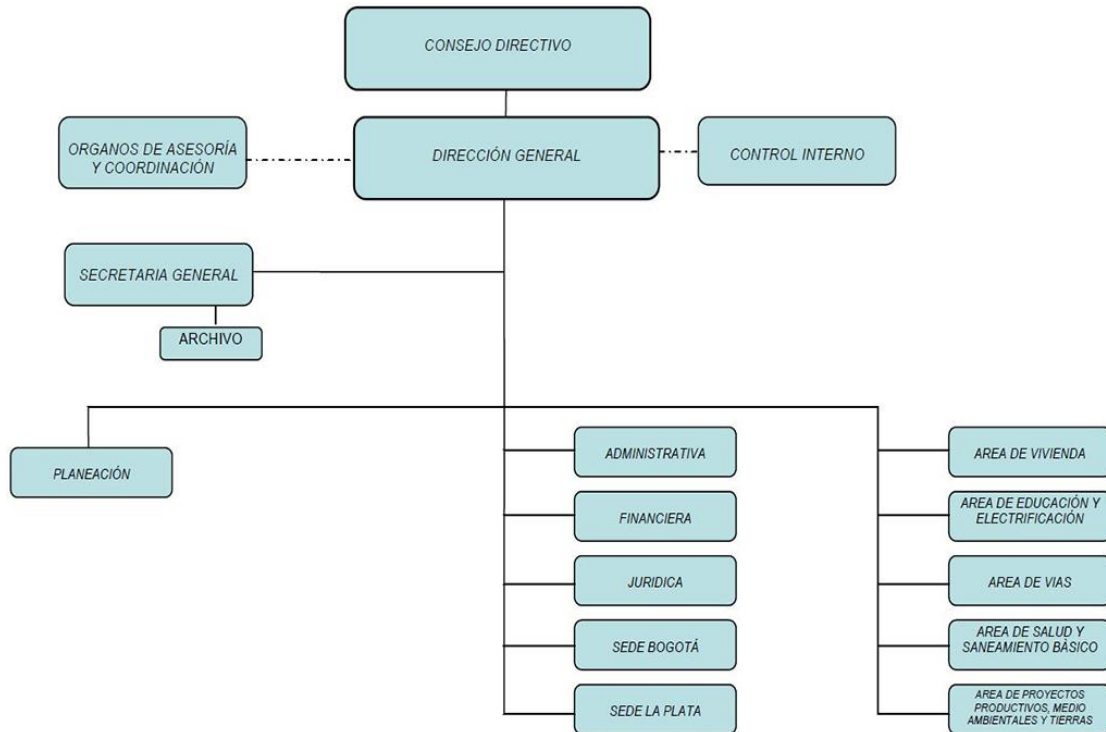 CONSEJO DIRECTIVO
ORGANOS DE ASESORÍA
Y COORDINACIÓN
DIRECCIÓN GENERAL
CONTROL INTERNO
SECRETARIA GENERAL
ARCHIVO
PLANEACIÓN
ADMINISTRATIVA
FINANCIERA
JURIDICA
SEDE BOGOTÁ
SEDE LA PLATA
AREA DE VIVIENDA
AREA DE EDUCACIÓN Y
ELECTRIFICACIÓN
AREA DE VIAS
AREA DE SALUD Y
SANEAMIENTO BÀSICO
AREA DE PROYECTOS
PRODUCTIVOS, MEDIO
AMBIENTALES Y TIERRAS